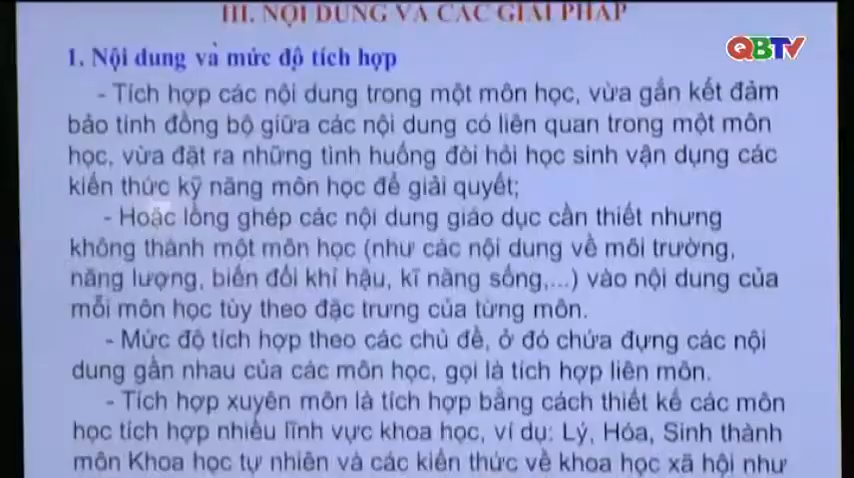 III. NỘI DUNG VÀ CÁC GIẢI PHÁP
QBTV
1. Nội dung và mức độ tích hợp
- Tích hợp các nội dung trong một môn học, vừa gắn kết đảm
bảo tính đồng bộ giữa các nội dung có liên quan trong một môn
học, vừa đặt ra những tình huống đòi hỏi học sinh vận dụng các
kiến thức kỹ năng môn học để giải quyết;
- Hoặc lồng ghép các nội dung giáo dục cần thiết nhưng
không thành một môn học (như các nội dung về môi trường,
năng lượng, biến đổi khí hậu, kĩ năng sống,...) vào nội dung của
mỗi môn học tùy theo đặc trưng của từng môn.
- Mức độ tích hợp theo các chủ đề, ở đó chứa đựng các nội
dung gần nhau của các môn học, gọi là tích hợp liên môn.
- Tích hợp xuyên môn là tích hợp bằng cách thiết kế các môn
học tích hợp nhiều lĩnh vực khoa học, ví dụ: Lý, Hóa, Sinh thành
môn Khoa học tự nhiên và các kiến thức về khoa học xã hội như